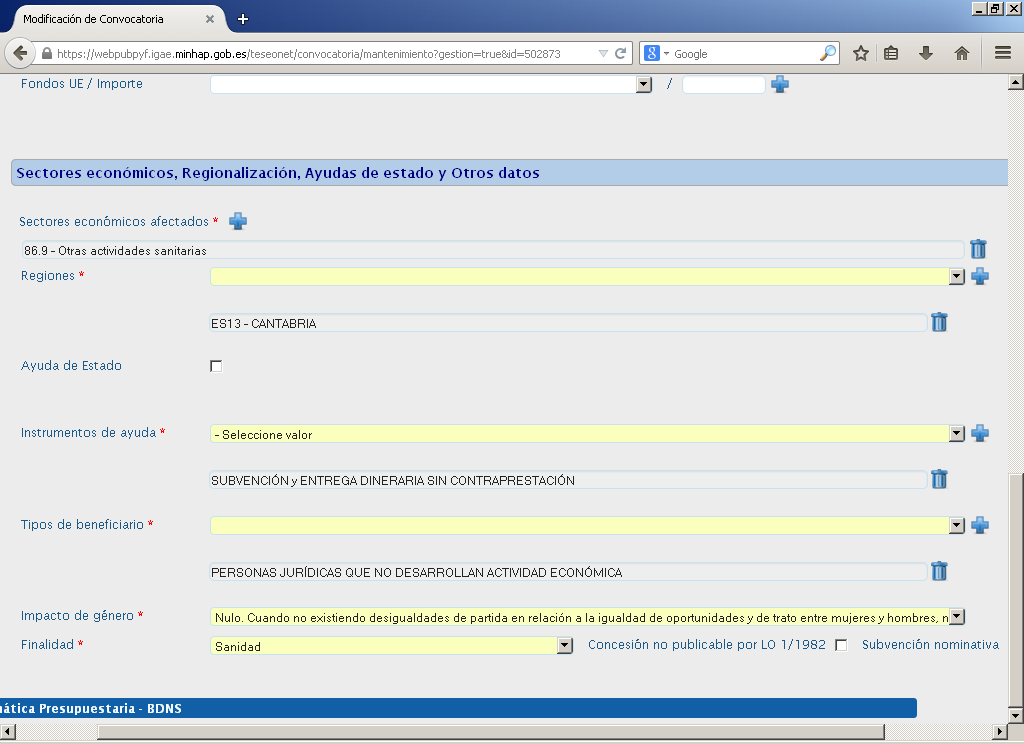 Modificación de Convocatoria
https://webpubpyf.igae.minhap.gob.es/teseonet/convocatoria/mantenimiento?gestion=true&id=502873
Google
Fondos UE / Importe /
Sectores económicos, Regionalización, Ayudas de estado y Otros datos
Sectores económicos afectados *
86.9 - Otras actividades sanitarias
Regiones *
ES13 - CANTABRIA
Ayuda de Estado
Instrumentos de ayuda * - Seleccione valor
SUBVENCIÓN y ENTREGA DINERARIA SIN CONTRAPRESTACIÓN
Tipos de beneficiario *
PERSONAS JURÍDICAS QUE NO DESARROLLAN ACTIVIDAD ECONÓMICA
Impacto de género * Nulo. Cuando no existiendo desigualdades de partida en relación a la igualdad de oportunidades y de trato entre mujeres y hombres, n
Finalidad * Sanidad Concesión no publicable por LO 1/1982 Subvención nominativa
mática Presupuestaria - BDNS